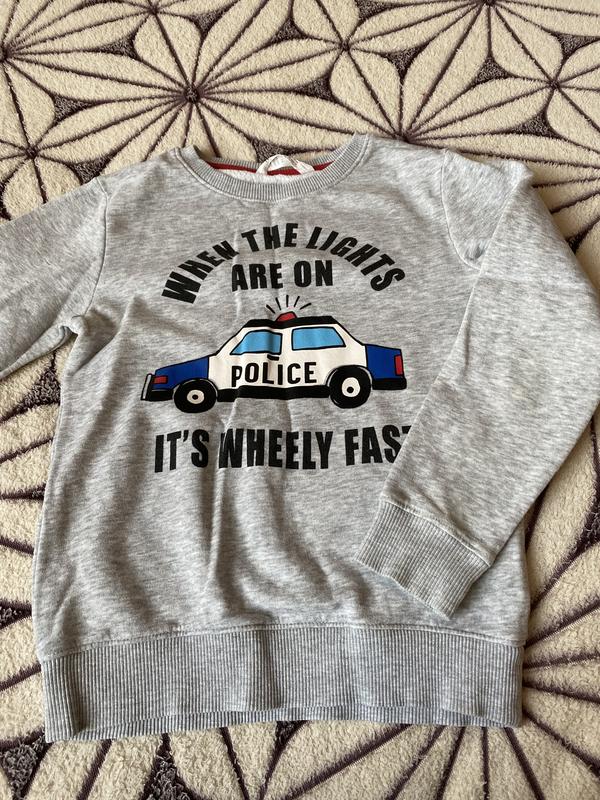 WHEN THE LIGHTS
ARE ON
POLICE
IT'S WHEELY FAST